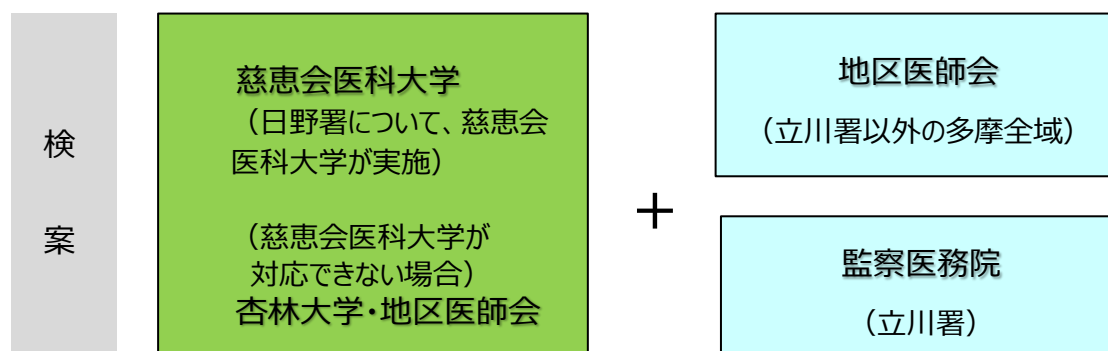 検
案
慈恵会医科大学
（日野署について、慈恵会
医科大学が実施）
（慈恵会医科大学が
対応できない場合）
杏林大学・地区医師会
＋
地区医師会
（立川署以外の多摩全域）
監察医務院
（立川署）